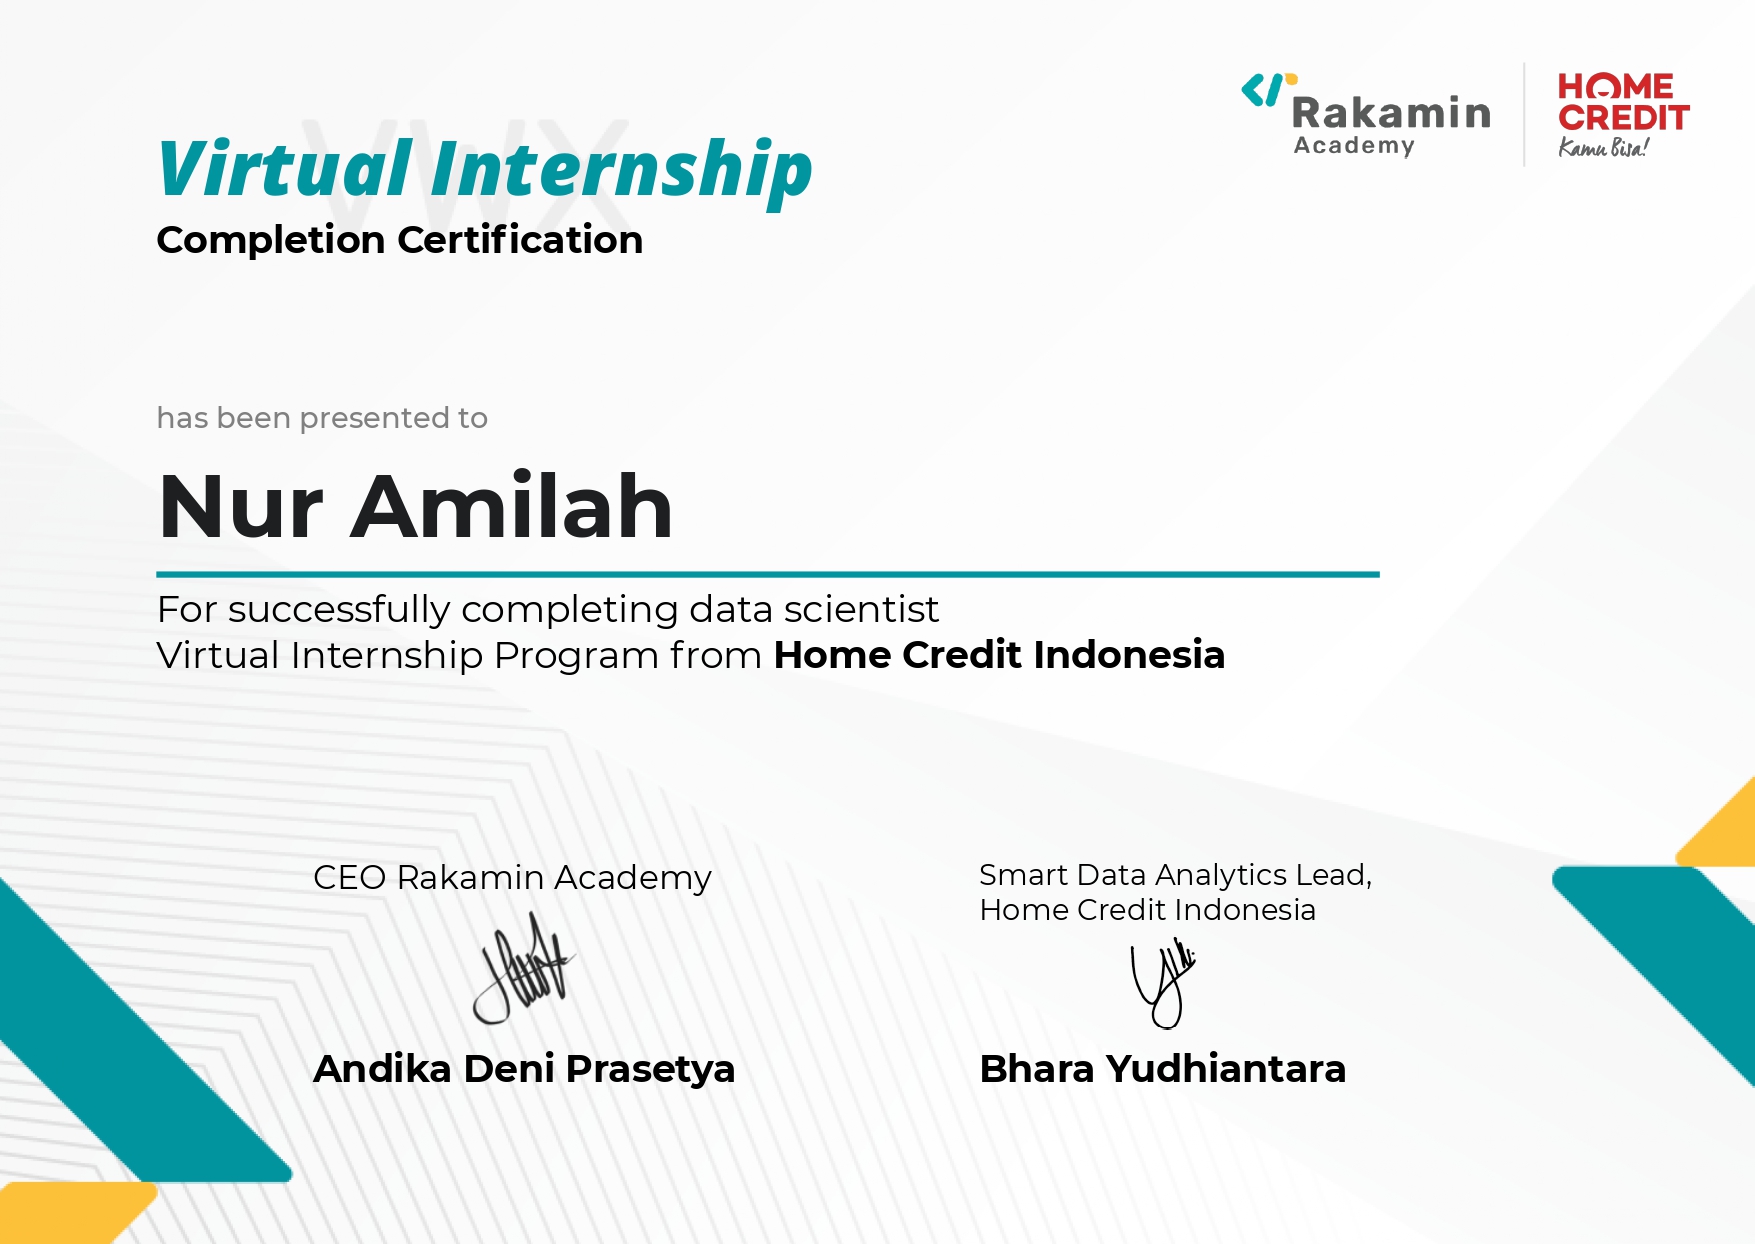 Rakamin
Academy
HOME
CREDIT
Kamu Bisa!
VWX
Virtual Internship
Completion Certification
has been presented to
Nur Amilah
For successfully completing data scientist
Virtual Internship Program from Home Credit Indonesia
CEO Rakamin Academy
Andika Deni Prasetya
Smart Data Analytics Lead,
Home Credit Indonesia
Bhara Yudhiantara